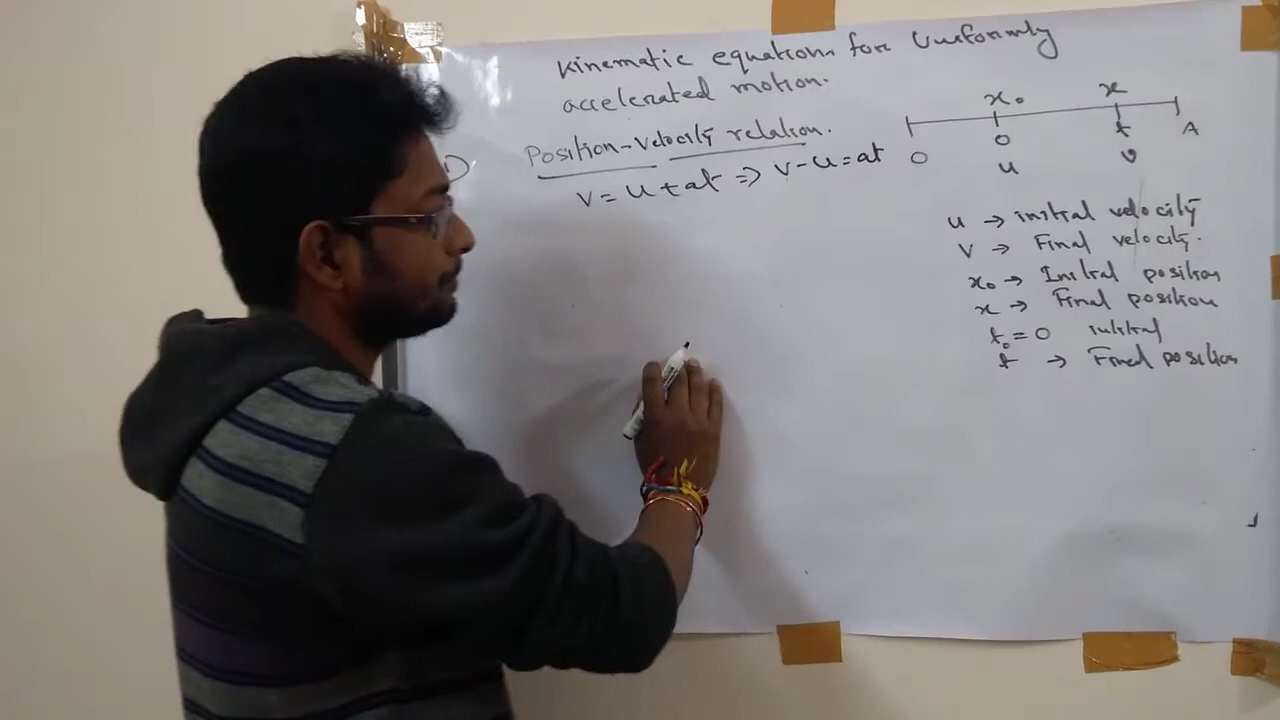 Kinematic equations for Uniformly
accelerated motion.
1) Position-Velocity relation.
v = u + at ⇒ v - u = at
x₀ x
O O t A
u v
u → initial velocity
v → Final velocity.
x₀ → Initial position
x → Final position
t₀ = 0 initial
t → Final position